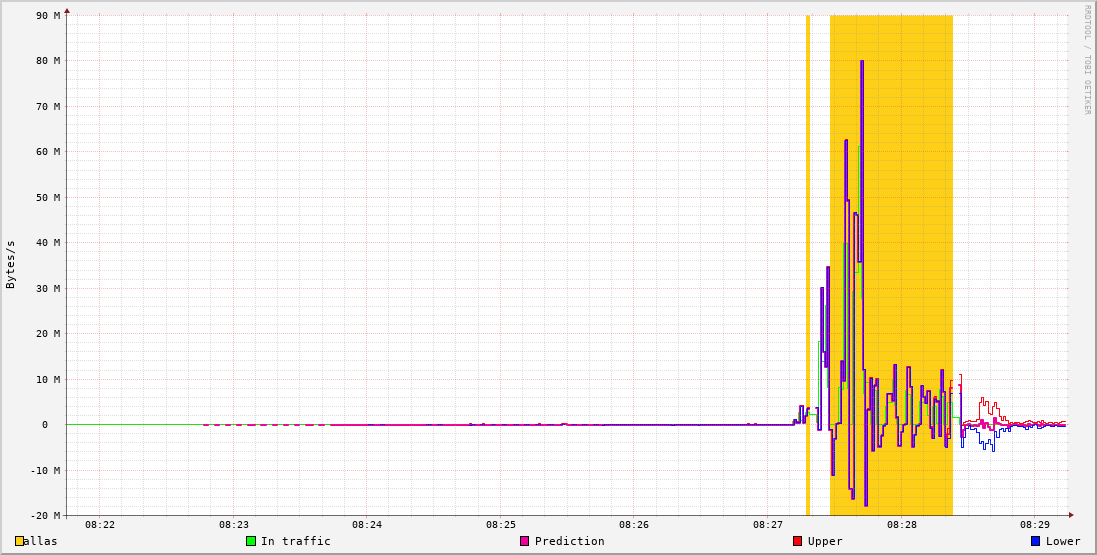 RRDTOOL / TOBI OETIKER
90 M
80 M
70 M
60 M
50 M
40 M
30 M
20 M
10 M
0
-10 M
-20 M
Bytes/s
08:22 08:23 08:24 08:25 08:26 08:27 08:28 08:29
allas In traffic Prediction Upper Lower